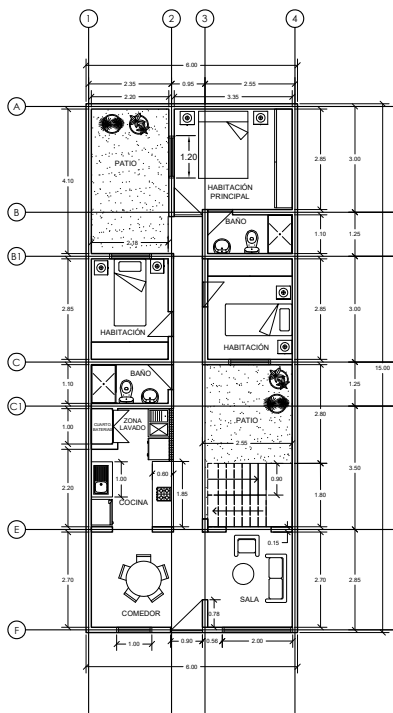 1 2 3 4
6.00
2.35 0.95 2.55
2.20 3.35
A
PATIO
1.20
HABITACIÓN
PRINCIPAL
2.85 3.00
4.10
B
BAÑO
1.10 1.25
2.18
B1
HABITACIÓN
HABITACIÓN
2.85 2.85 3.00
C
15.00
BAÑO
1.10 1.25
C1
PATIO
2.80
CUARTO
BATERIAS
ZONA
LAVADO
1.00
2.55
3.50
2.20
1.00
0.60
1.85
0.90
COCINA
1.80
E
0.15
2.70
COMEDOR
SALA
0.78
2.70 2.85
F
1.00 0.90 0.56 2.00
6.00